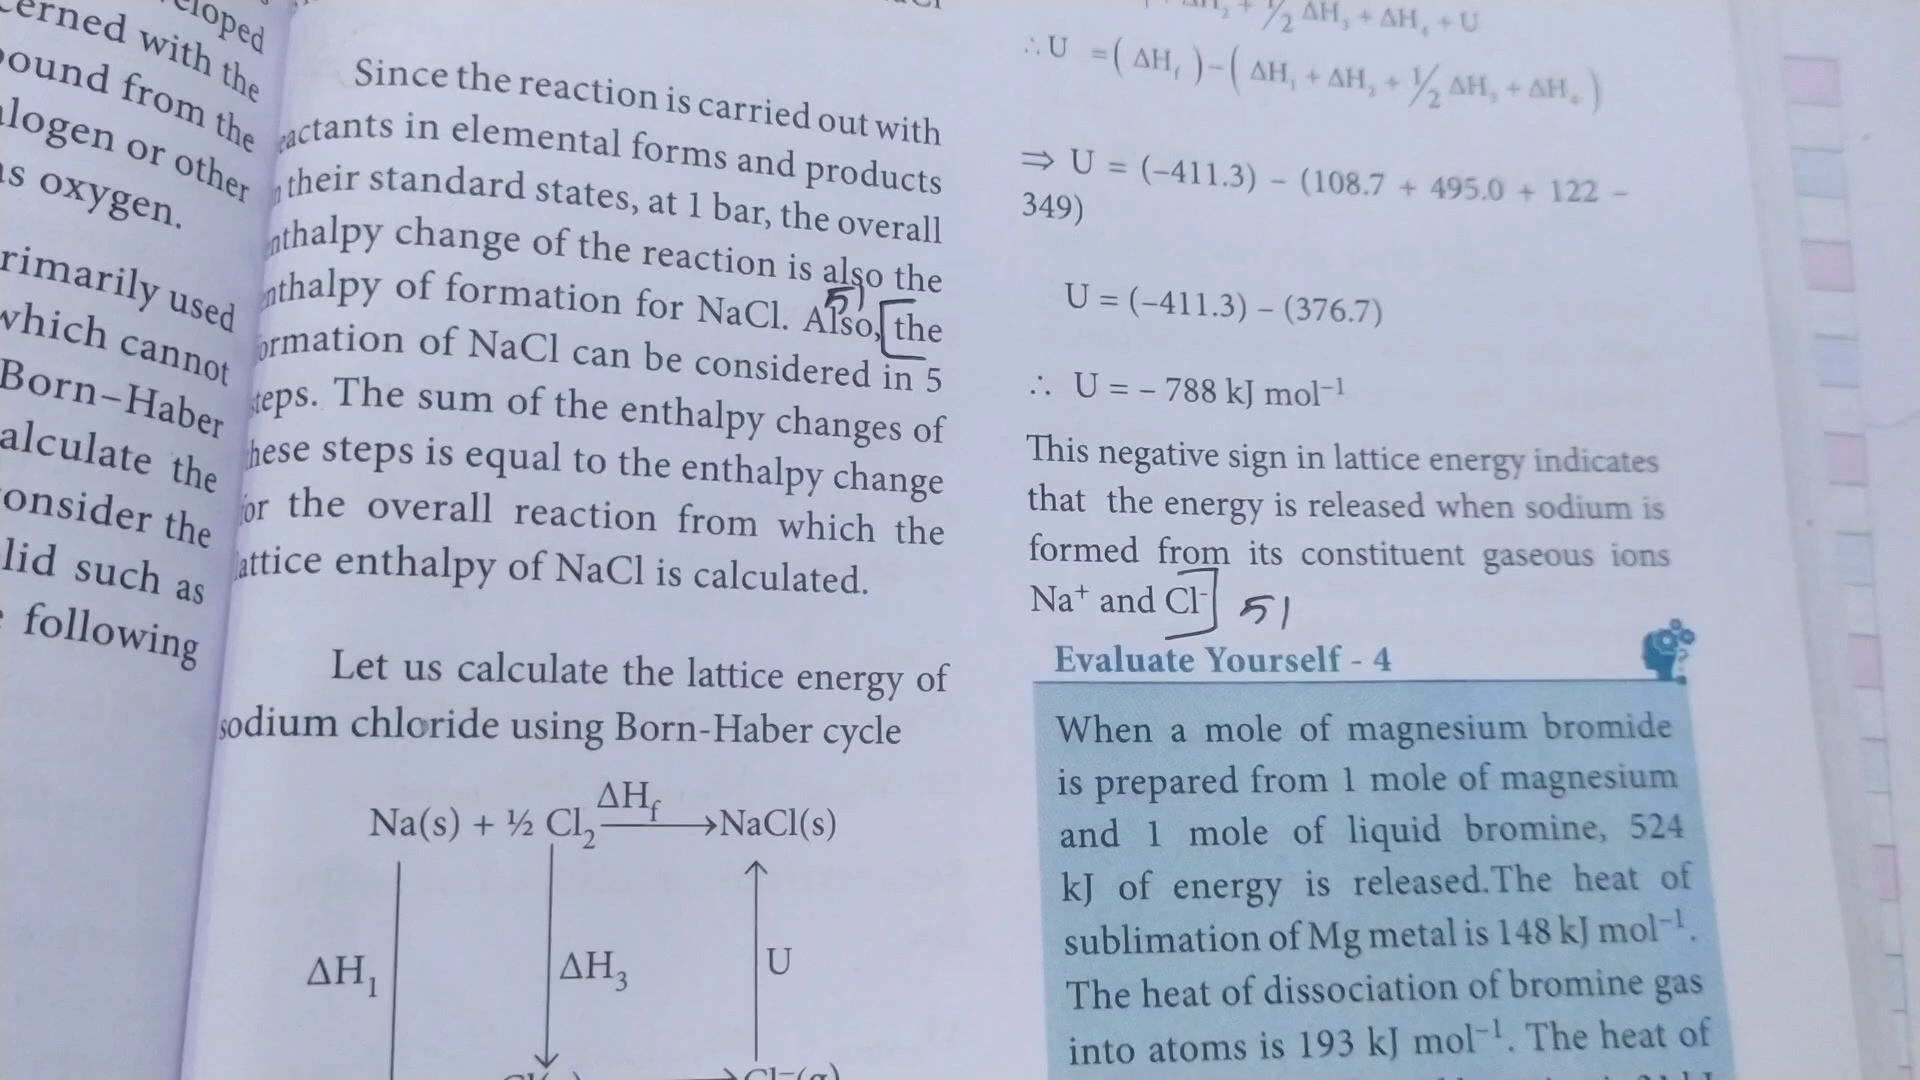 eloped
erned with the
ound from the
logen or other
s oxygen.
rimarily used
which cannot
Born–Haber
alculate the
onsider the
lid such as
following
Since the reaction is carried out with
eactants in elemental forms and products
their standard states, at 1 bar, the overall
nthalpy change of the reaction is also the
nthalpy of formation for NaCl. Also, the
51
ormation of NaCl can be considered in 5
teps. The sum of the enthalpy changes of
hese steps is equal to the enthalpy change
or the overall reaction from which the
attice enthalpy of NaCl is calculated.
Let us calculate the lattice energy of
sodium chloride using Born-Haber cycle
Na(s) + ½ Cl₂ ΔHf → NaCl(s)
ΔH₁ ΔH₃ U
Cl⁻(g)
+ ½ ΔH₃ + ΔH₄ + U
∴ U = ( ΔHf ) – ( ΔH₁ + ΔH₂ + ½ ΔH₃ + ΔH₄ )
⇒ U = (–411.3) – (108.7 + 495.0 + 122 –
349)
U = (–411.3) – (376.7)
∴ U = – 788 kJ mol⁻¹
This negative sign in lattice energy indicates
that the energy is released when sodium is
formed from its constituent gaseous ions
Na⁺ and Cl⁻ 51
Evaluate Yourself - 4
When a mole of magnesium bromide
is prepared from 1 mole of magnesium
and 1 mole of liquid bromine, 524
kJ of energy is released.The heat of
sublimation of Mg metal is 148 kJ mol⁻¹.
The heat of dissociation of bromine gas
into atoms is 193 kJ mol⁻¹. The heat of